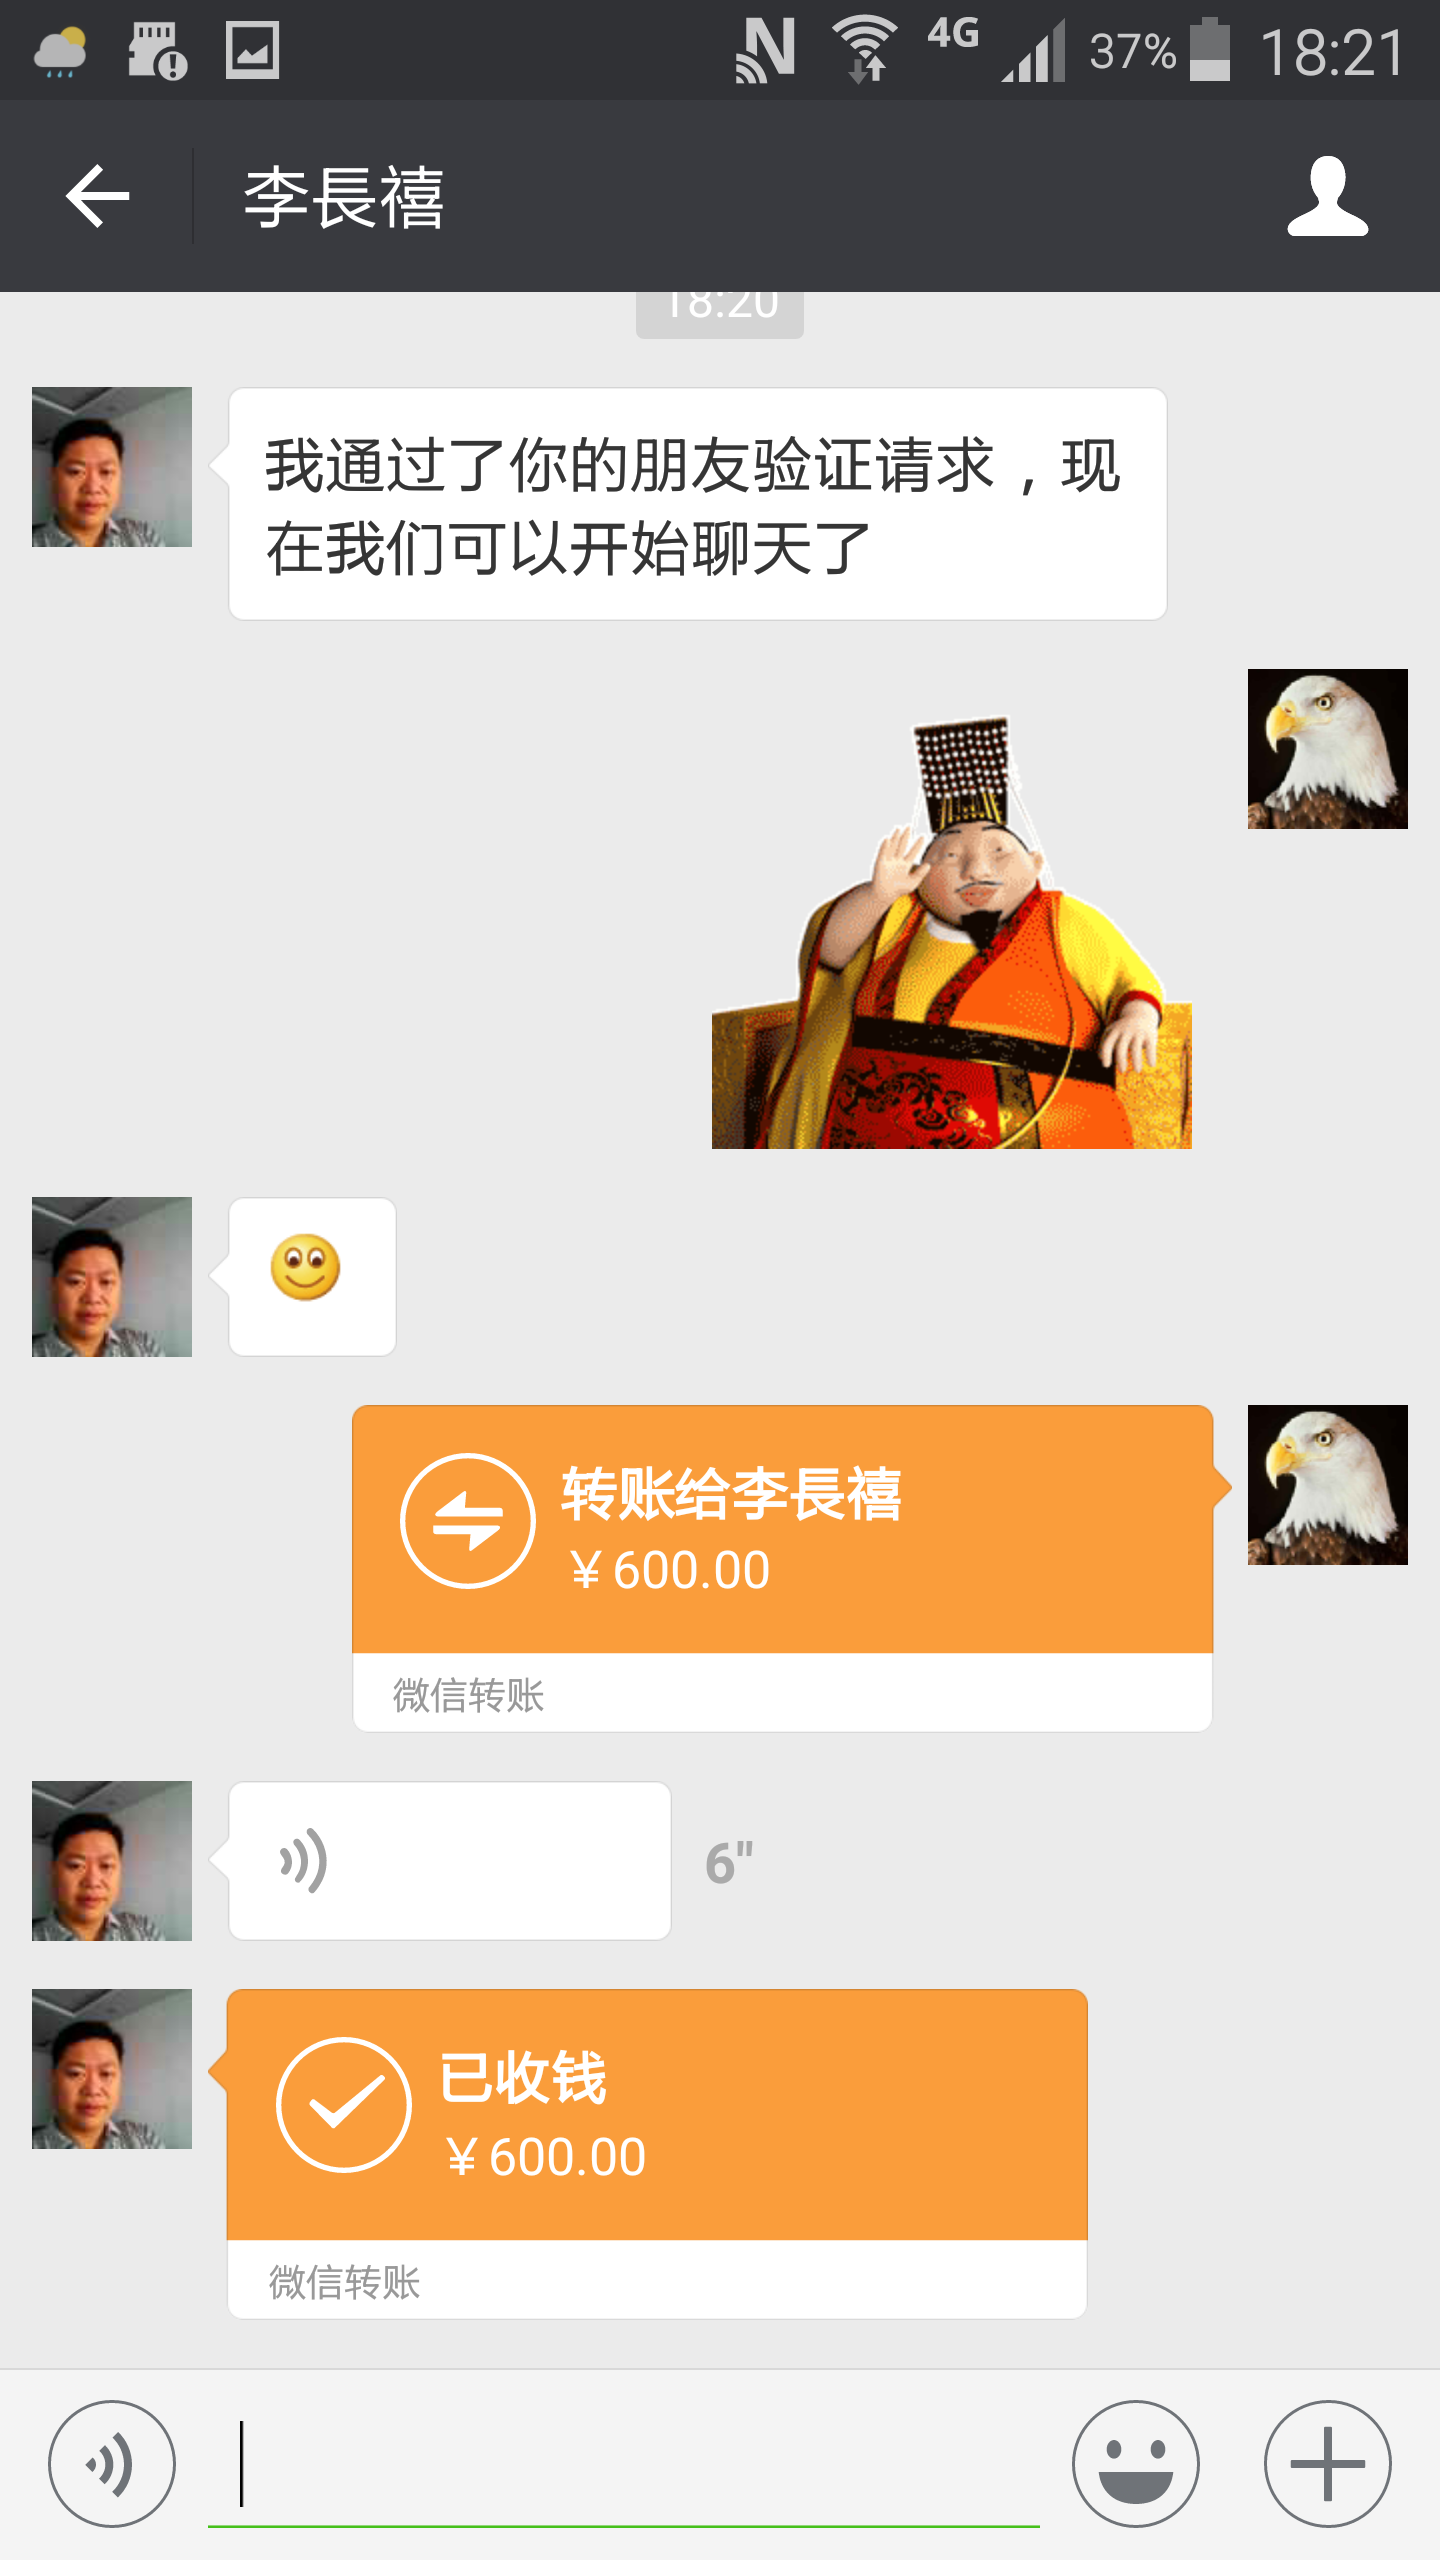 4G 37% 18:21
李長禧
18:20
我通过了你的朋友验证请求，现
在我们可以开始聊天了
转账给李長禧
¥600.00
微信转账
6"
已收钱
¥600.00
微信转账